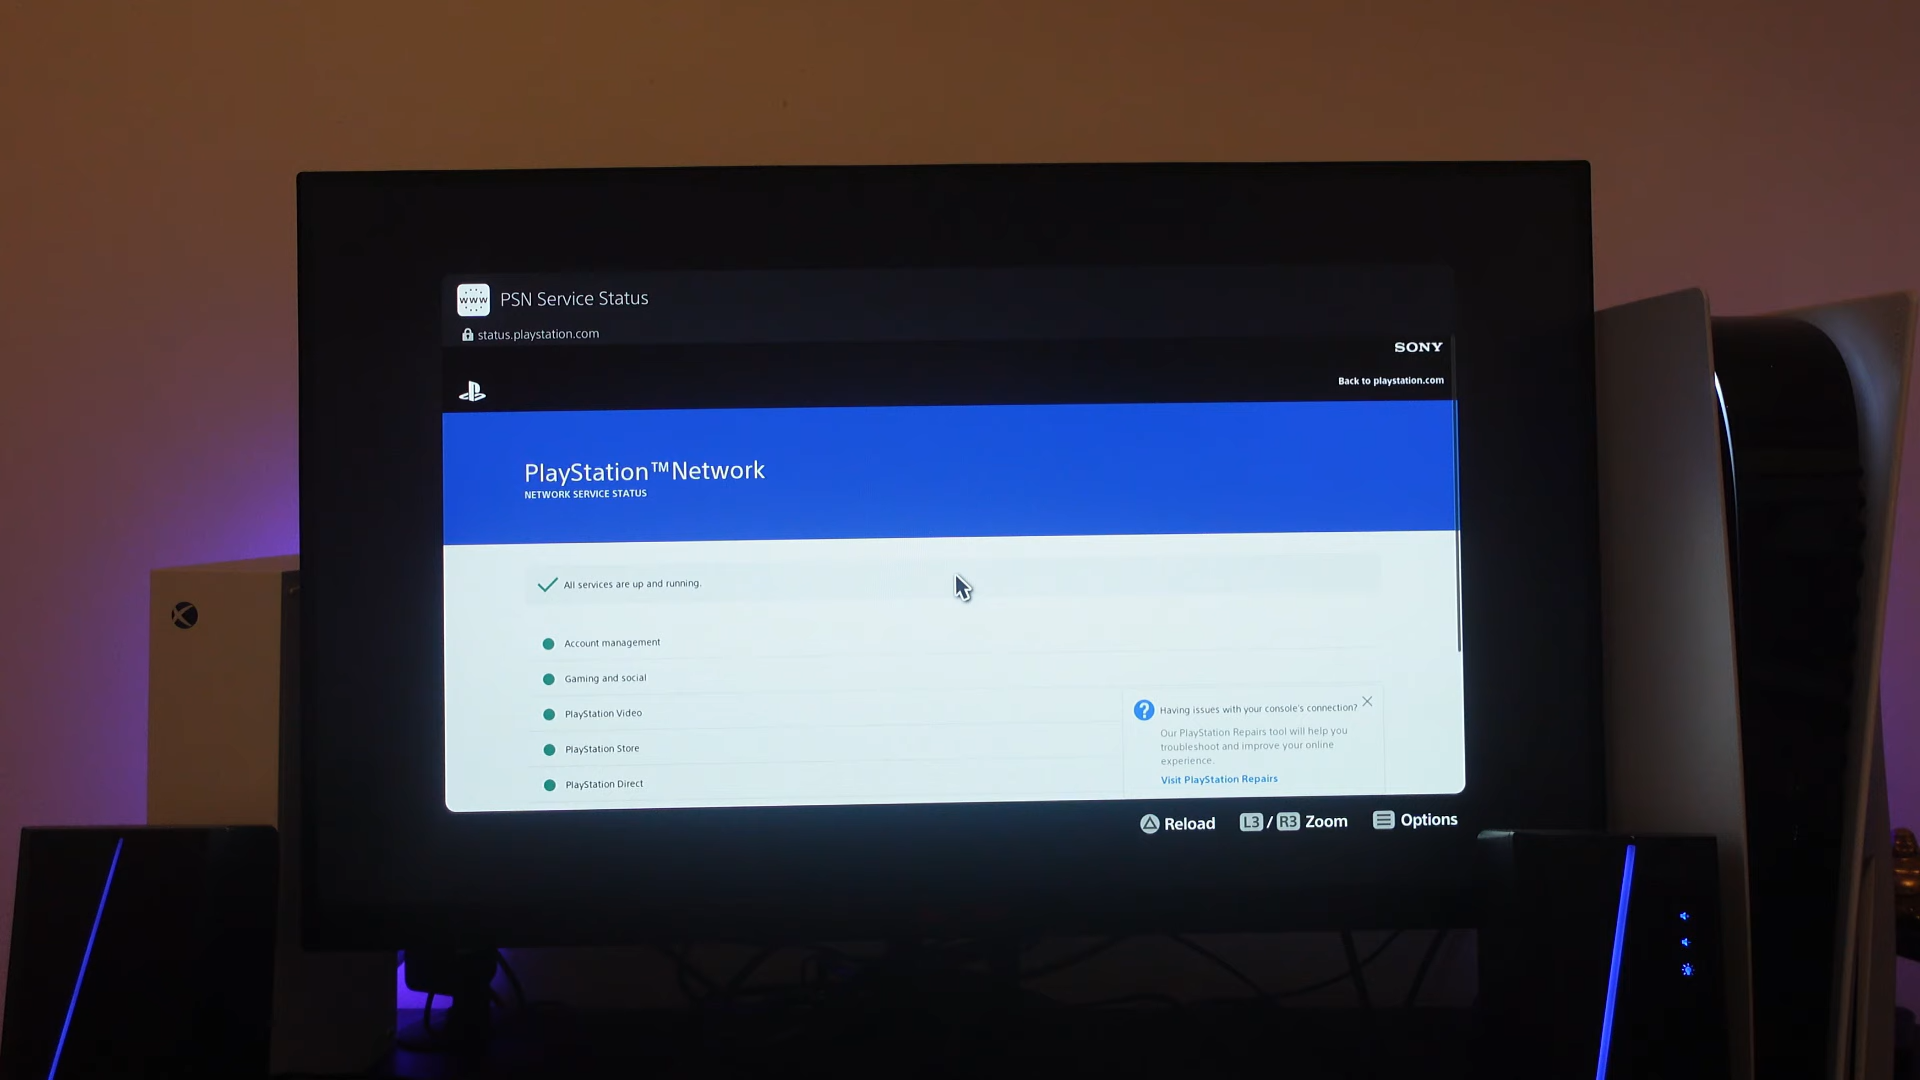 www PSN Service Status
status.playstation.com
SONY
Back to playstation.com
PlayStation™Network
NETWORK SERVICE STATUS
All services are up and running.
Account management
Gaming and social
PlayStation Video
PlayStation Store
PlayStation Direct
? Having issues with your console's connection?
Our PlayStation Repairs tool will help you
troubleshoot and improve your online
experience.
Visit PlayStation Repairs
Reload L3 / R3 Zoom Options